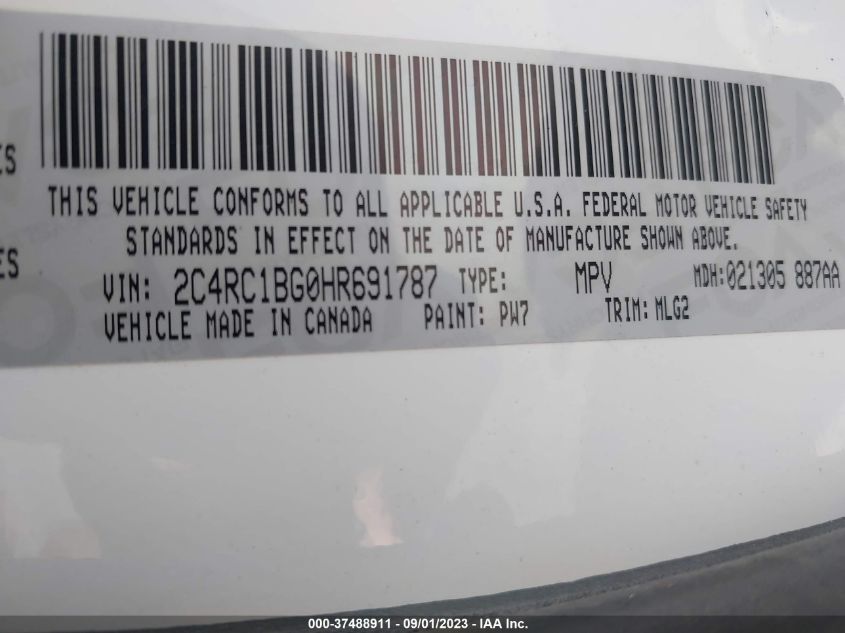 ES
THIS VEHICLE CONFORMS TO ALL APPLICABLE U.S.A. FEDERAL MOTOR VEHICLE SAFETY
STANDARDS IN EFFECT ON THE DATE OF MANUFACTURE SHOWN ABOVE.
ES
VIN: 2C4RC1BG0HR691787 TYPE: MPV MDH:021305 887AA
VEHICLE MADE IN CANADA PAINT: PW7 TRIM: MLG2
000-37488911 - 09/01/2023 - IAA Inc.